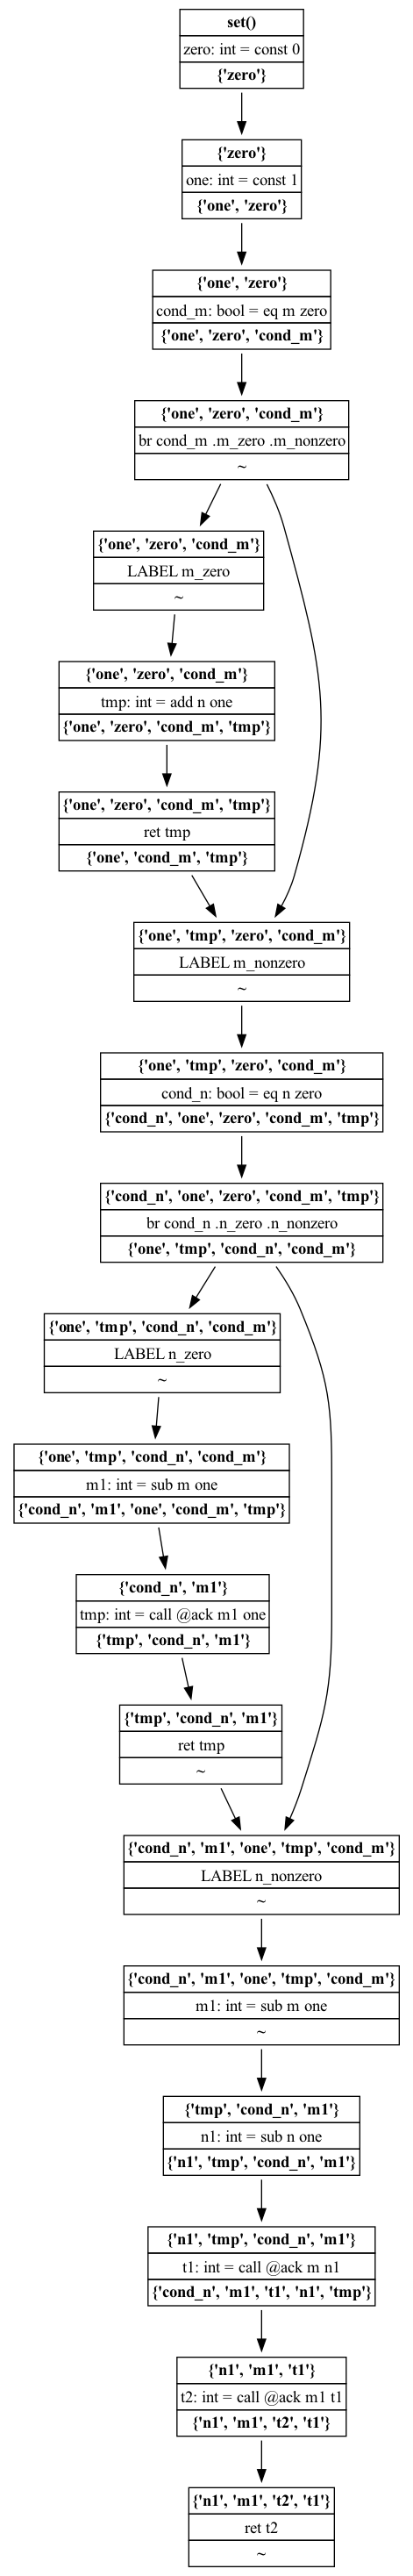 set()
zero: int = const 0
{'zero'}
{'zero'}
one: int = const 1
{'one', 'zero'}
{'one', 'zero'}
cond_m: bool = eq m zero
{'one', 'zero', 'cond_m'}
{'one', 'zero', 'cond_m'}
br cond_m .m_zero .m_nonzero
~
{'one', 'zero', 'cond_m'}
LABEL m_zero
~
{'one', 'zero', 'cond_m'}
tmp: int = add n one
{'one', 'zero', 'cond_m', 'tmp'}
{'one', 'zero', 'cond_m', 'tmp'}
ret tmp
{'one', 'cond_m', 'tmp'}
{'one', 'tmp', 'zero', 'cond_m'}
LABEL m_nonzero
~
{'one', 'tmp', 'zero', 'cond_m'}
cond_n: bool = eq n zero
{'cond_n', 'one', 'zero', 'cond_m', 'tmp'}
{'cond_n', 'one', 'zero', 'cond_m', 'tmp'}
br cond_n .n_zero .n_nonzero
{'one', 'tmp', 'cond_n', 'cond_m'}
{'one', 'tmp', 'cond_n', 'cond_m'}
LABEL n_zero
~
{'one', 'tmp', 'cond_n', 'cond_m'}
m1: int = sub m one
{'cond_n', 'm1', 'one', 'cond_m', 'tmp'}
{'cond_n', 'm1'}
tmp: int = call @ack m1 one
{'tmp', 'cond_n', 'm1'}
{'tmp', 'cond_n', 'm1'}
ret tmp
~
{'cond_n', 'm1', 'one', 'tmp', 'cond_m'}
LABEL n_nonzero
~
{'cond_n', 'm1', 'one', 'tmp', 'cond_m'}
m1: int = sub m one
~
{'tmp', 'cond_n', 'm1'}
n1: int = sub n one
{'n1', 'tmp', 'cond_n', 'm1'}
{'n1', 'tmp', 'cond_n', 'm1'}
t1: int = call @ack m n1
{'cond_n', 'm1', 't1', 'n1', 'tmp'}
{'n1', 'm1', 't1'}
t2: int = call @ack m1 t1
{'n1', 'm1', 't2', 't1'}
{'n1', 'm1', 't2', 't1'}
ret t2
~